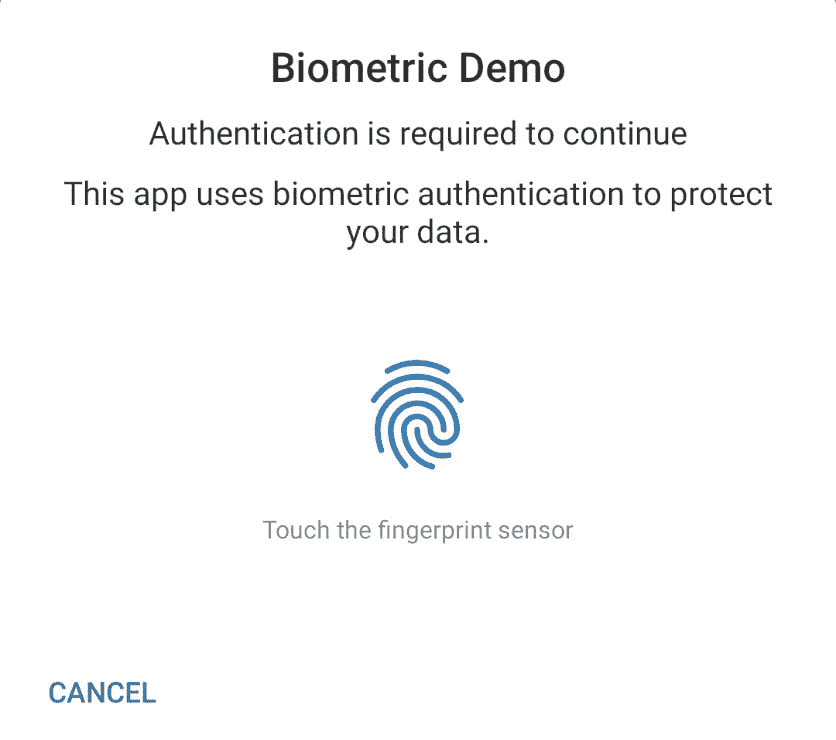 Biometric Demo
Authentication is required to continue
This app uses biometric authentication to protect
your data.
Touch the fingerprint sensor
CANCEL